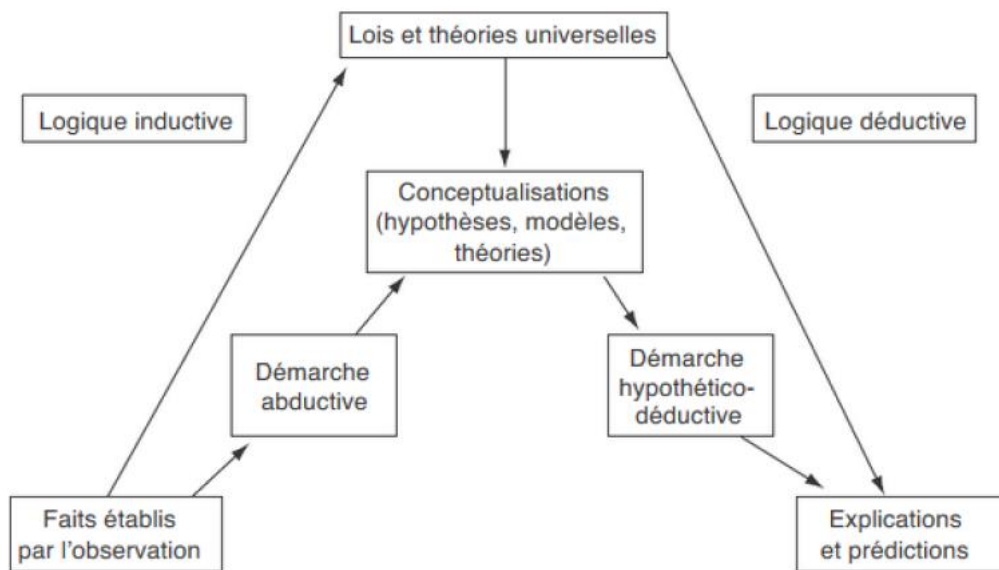 Lois et théories universelles
Logique inductive
Logique déductive
Conceptualisations
(hypothèses, modèles,
théories)
Démarche
abductive
Démarche
hypothético-
déductive
Faits établis
par l'observation
Explications
et prédictions